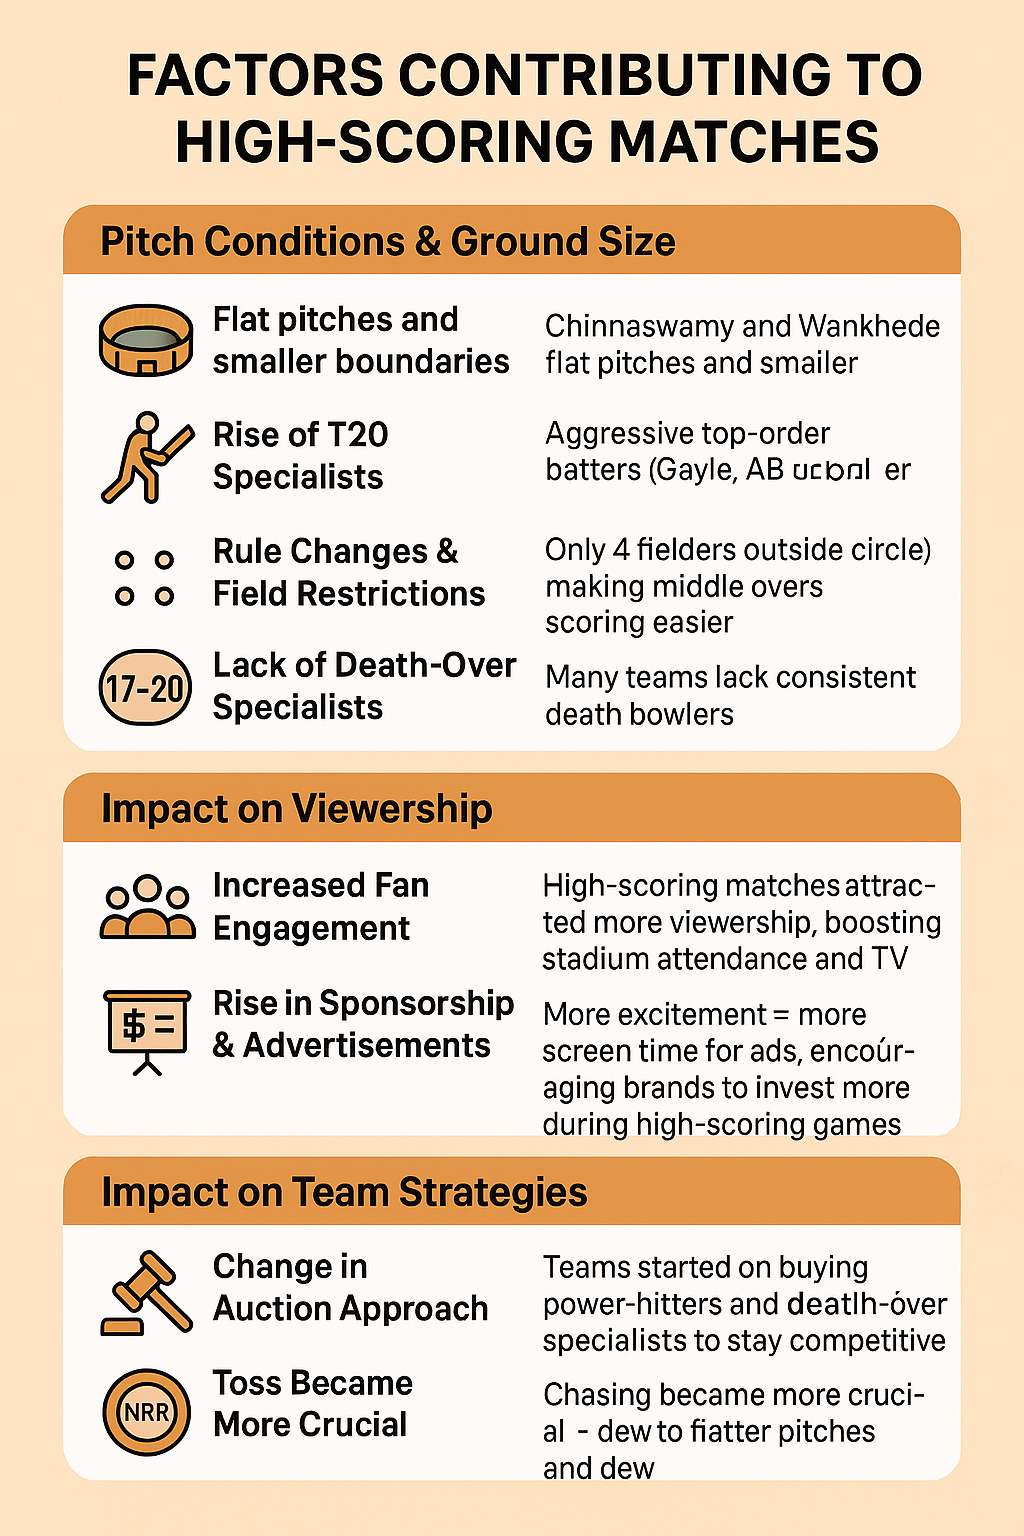 FACTORS CONTRIBUTING TO
HIGH-SCORING MATCHES
Pitch Conditions & Ground Size
Flat pitches and
smaller boundaries
Chinnaswamy and Wankhede
flat pitches and smailer
Rise of T20
Specialists
Aggressive top-order
batters (Gayle, AB er
Rule Changes &
Field Restrictions
Only 4 fielders outside circle)
making middle overs
scoring easier
17-20
Lack of Death-Over
Specialists
Many teams lack consistent
death bowlers
Impact on Viewership
Increased Fan
Engagement
High-scoring matches attrac-
ted more viewership, boosting
stadium attendance and TV
$ =
Rise in Sponsorship
& Advertisements
More excitement = more
screen time for ads, encoúr-
aging brands to invest more
during high-scoring games
Impact on Team Strategies
Change in
Auction Approach
Teams started on buying
power-hitters and deatlh-óver
specialists to stay competitive
NRR
Toss Became
More Crucial
Chasing became more cruci-
al - dew to fiatter pitches
and dew